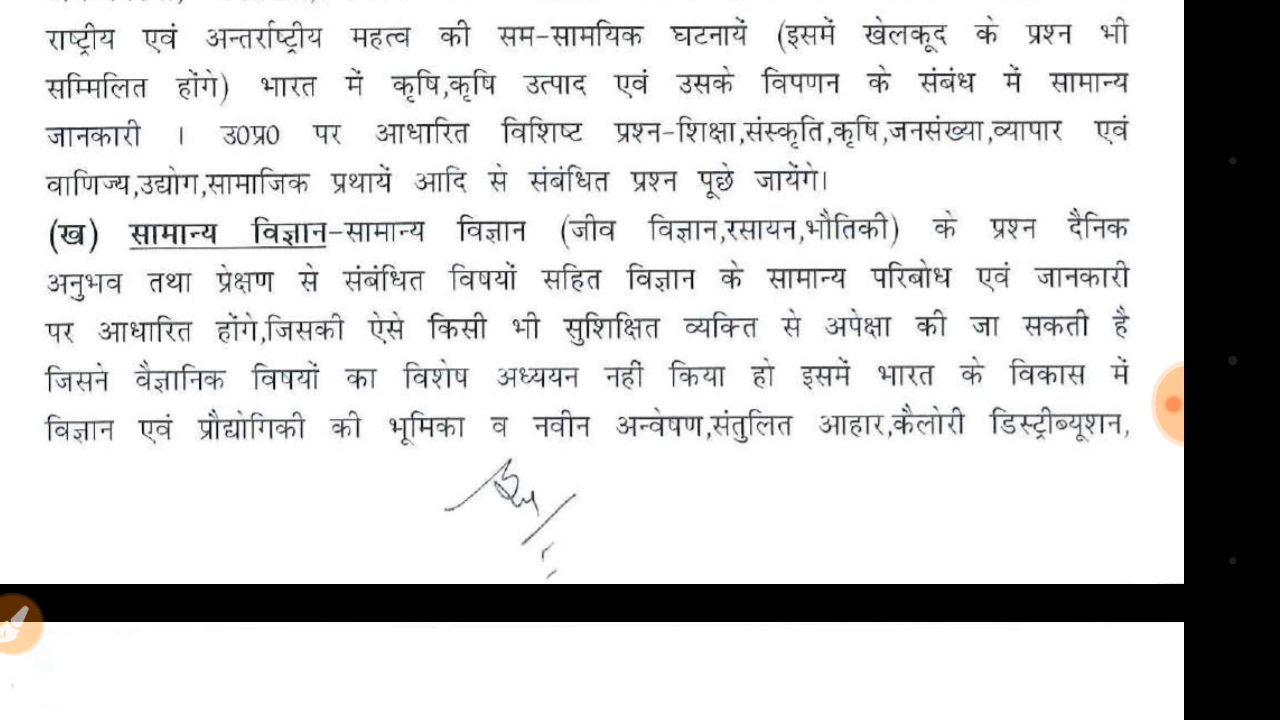 राष्ट्रीय एवं अन्तर्राष्ट्रीय महत्व की सम-सामयिक घटनायें (इसमें खेलकूद के प्रश्न भी
सम्मिलित होंगे) भारत में कृषि,कृषि उत्पाद एवं उसके विपणन के संबंध में सामान्य
जानकारी । उ0प्र0 पर आधारित विशिष्ट प्रश्न-शिक्षा,संस्कृति,कृषि,जनसंख्या,व्यापार एवं
वाणिज्य,उद्योग,सामाजिक प्रथायें आदि से संबंधित प्रश्न पूछे जायेंगे।
(ख) सामान्य विज्ञान-सामान्य विज्ञान (जीव विज्ञान,रसायन,भौतिकी) के प्रश्न दैनिक
अनुभव तथा प्रेक्षण से संबंधित विषयों सहित विज्ञान के सामान्य परिबोध एवं जानकारी
पर आधारित होंगे,जिसकी ऐसे किसी भी सुशिक्षित व्यक्ति से अपेक्षा की जा सकती है
जिसने वैज्ञानिक विषयों का विशेष अध्ययन नहीं किया हो इसमें भारत के विकास में
विज्ञान एवं प्रौद्योगिकी की भूमिका व नवीन अन्वेषण,संतुलित आहार,कैलोरी डिस्ट्रीब्यूशन,